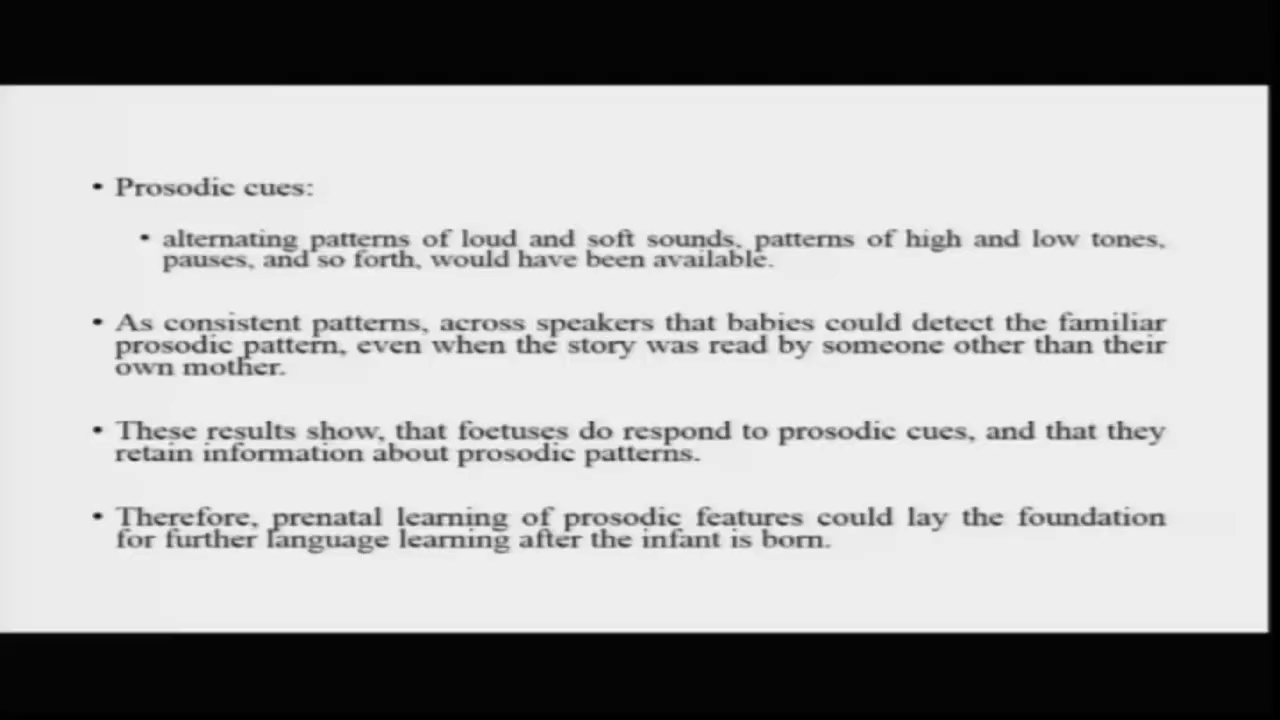 • Prosodic cues:
• alternating patterns of loud and soft sounds, patterns of high and low tones,
pauses, and so forth, would have been available.
• As consistent patterns, across speakers that babies could detect the familiar
prosodic pattern, even when the story was read by someone other than their
own mother.
• These results show, that foetuses do respond to prosodic cues, and that they
retain information about prosodic patterns.
• Therefore, prenatal learning of prosodic features could lay the foundation
for further language learning after the infant is born.